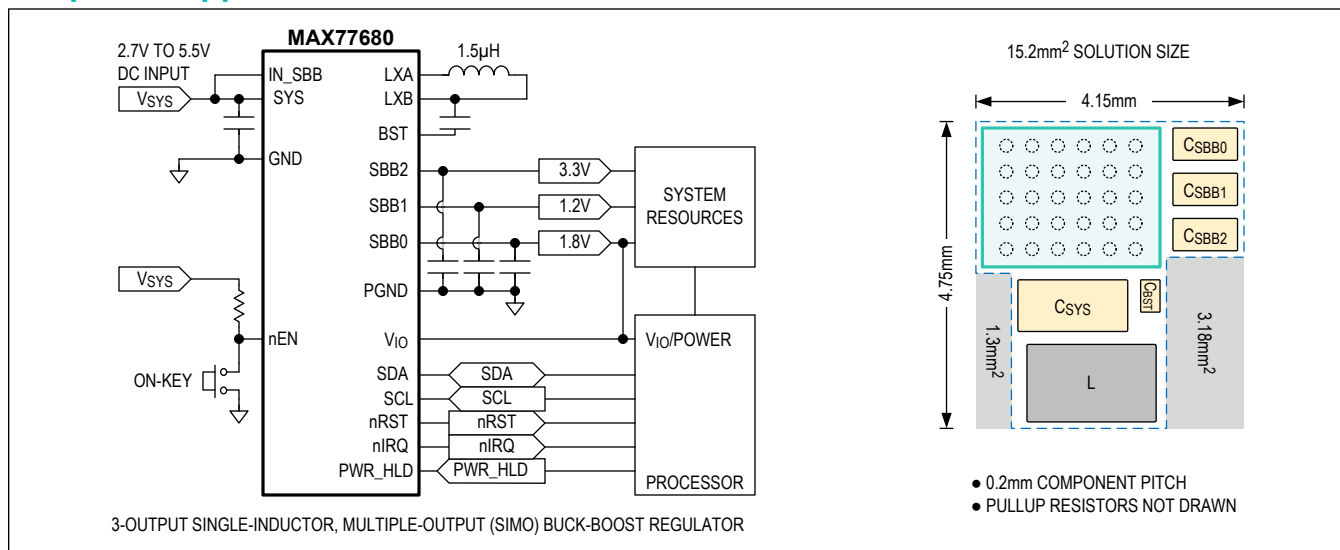 MAX77680
2.7V TO 5.5V
DC INPUT
VSYS
IN_SBB
SYS
GND
VSYS
nEN
ON-KEY
LXA
LXB
BST
SBB2
SBB1
SBB0
PGND
VIO
SDA
SCL
nRST
nIRQ
PWR_HLD
1.5µH
3.3V
1.2V
1.8V
SDA
SCL
nRST
nIRQ
PWR_HLD
SYSTEM
RESOURCES
VIO/POWER
PROCESSOR
3-OUTPUT SINGLE-INDUCTOR, MULTIPLE-OUTPUT (SIMO) BUCK-BOOST REGULATOR
15.2mm2 SOLUTION SIZE
4.15mm
4.75mm
CSBB0
CSBB1
CSBB2
CSYS
CBST
L
1.3mm2
3.18mm2
● 0.2mm COMPONENT PITCH
● PULLUP RESISTORS NOT DRAWN